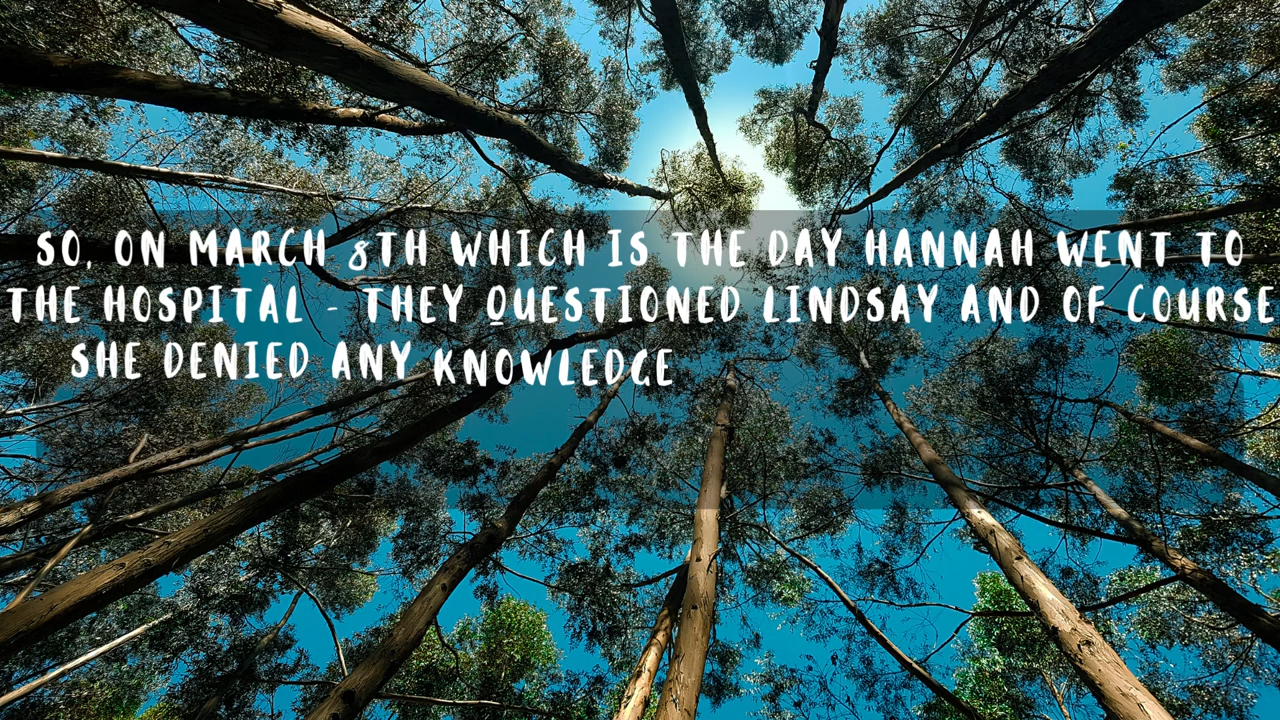 SO, ON MARCH 8TH WHICH IS THE DAY HANNAH WENT TO
THE HOSPITAL - THEY QUESTIONED LINDSAY AND OF COURSE
SHE DENIED ANY KNOWLEDGE